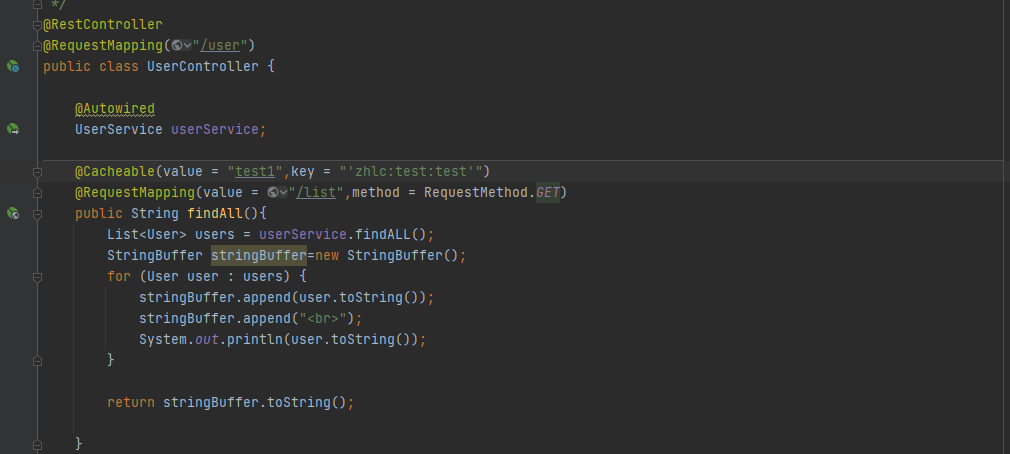 */
@RestController
@RequestMapping("/user")
public class UserController {
@Autowired
UserService userService;
@Cacheable(value = "test1",key = "'zhlc:test:test'")
@RequestMapping(value = "/list",method = RequestMethod.GET)
public String findAll(){
List<User> users = userService.findALL();
StringBuffer stringBuffer=new StringBuffer();
for (User user : users) {
stringBuffer.append(user.toString());
stringBuffer.append("<br>");
System.out.println(user.toString());
}
return stringBuffer.toString();
}